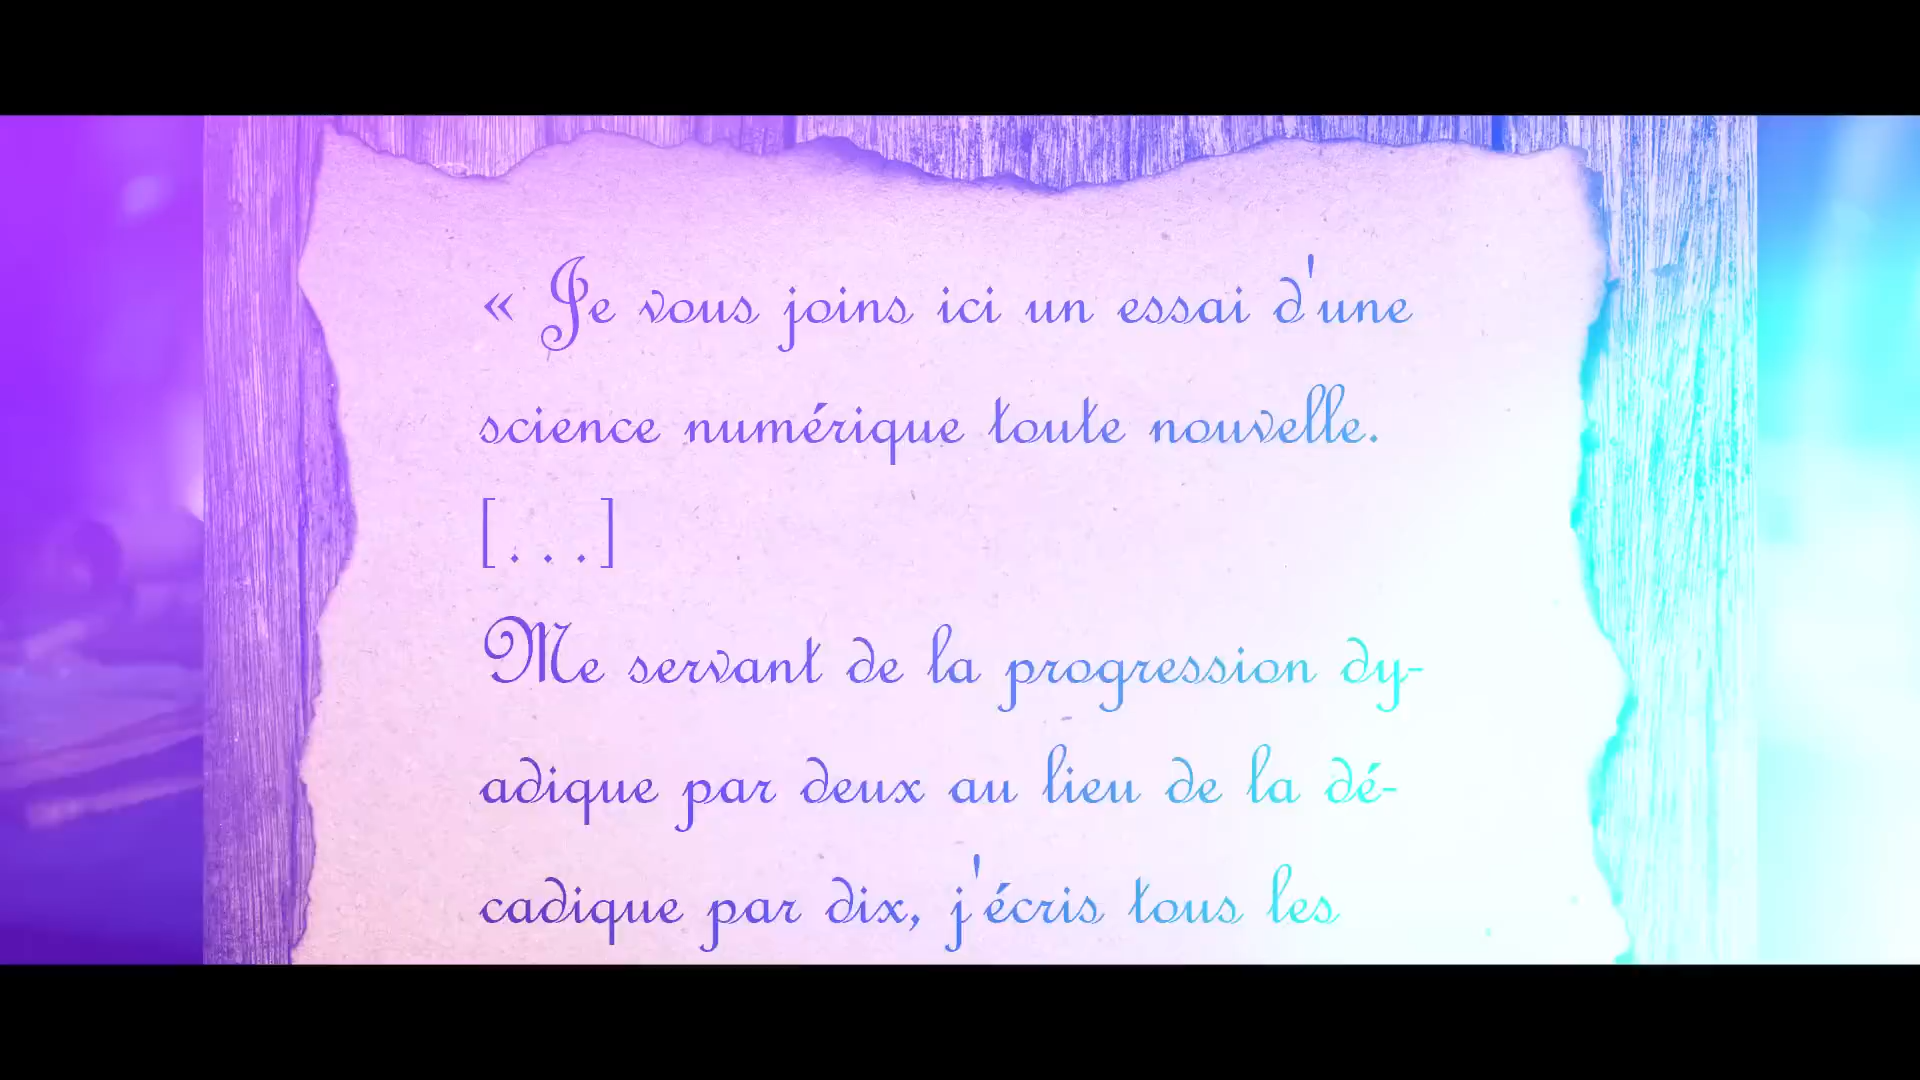 « Je vous joins ici un essai d'une
science numérique toute nouvelle.
[...]
Me servant de la progression dy-
adique par deux au lieu de la dé-
cadique par dix, j'écris tous les